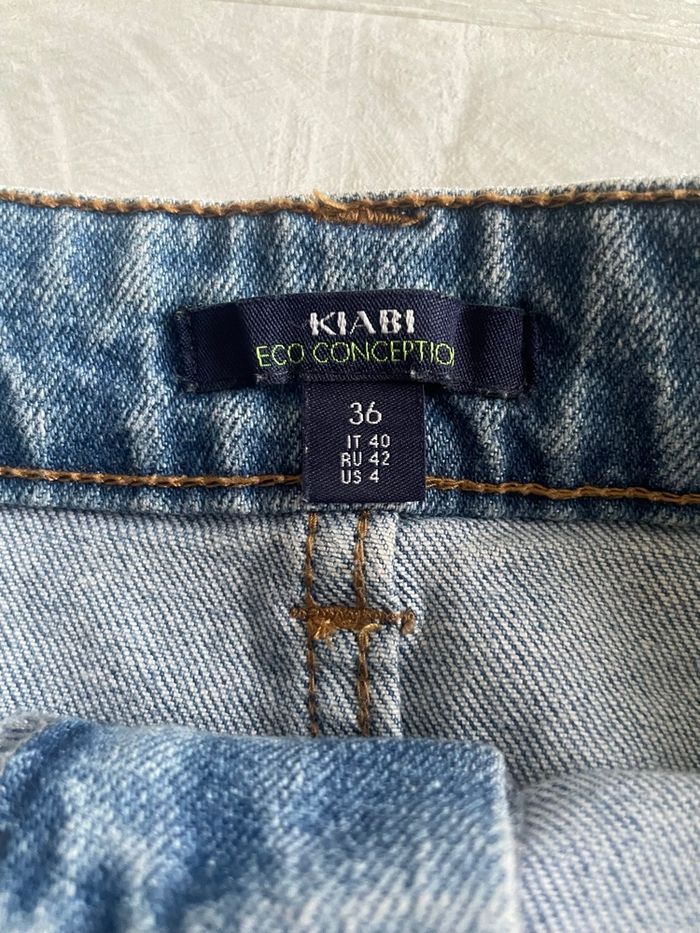 KIABI
ECO CONCEPTIO
36
IT 40
RU 42
US 4